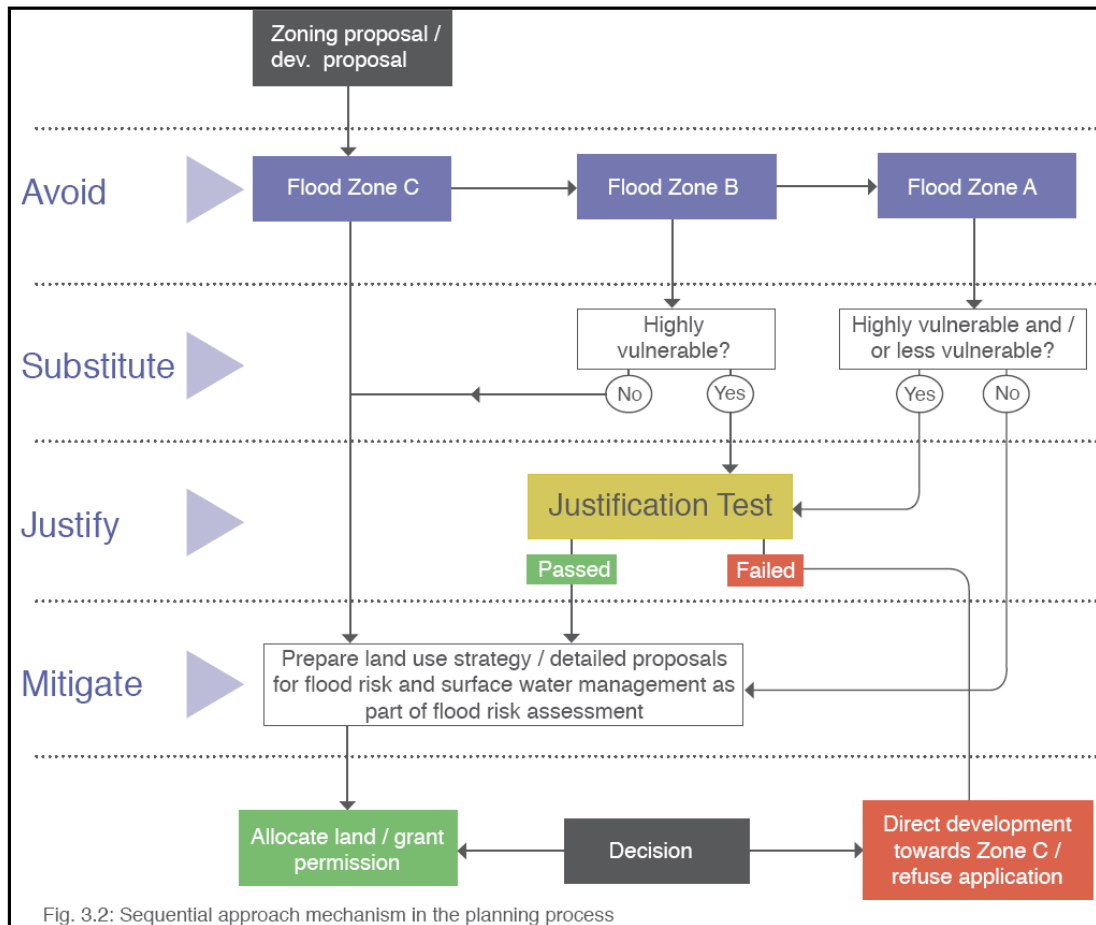 Zoning proposal /
dev. proposal
Avoid
Flood Zone C
Flood Zone B
Flood Zone A
Substitute
Highly
vulnerable?
Highly vulnerable and /
or less vulnerable?
No
Yes
Yes
No
Justify
Justification Test
Passed
Failed
Mitigate
Prepare land use strategy / detailed proposals
for flood risk and surface water management as
part of flood risk assessment
Allocate land / grant
permission
Decision
Direct development
towards Zone C /
refuse application
Fig. 3.2: Sequential approach mechanism in the planning process